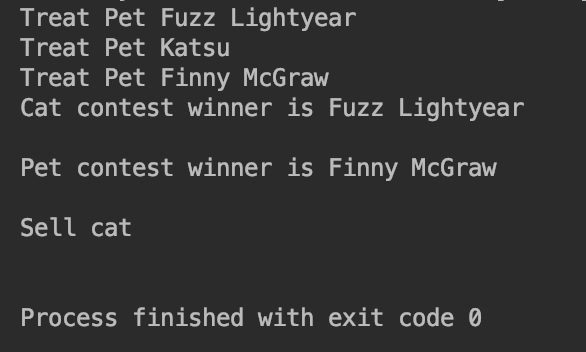 Treat Pet Fuzz Lightyear
Treat Pet Katsu
Treat Pet Finny McGraw
Cat contest winner is Fuzz Lightyear
Pet contest winner is Finny McGraw
Sell cat
Process finished with exit code 0